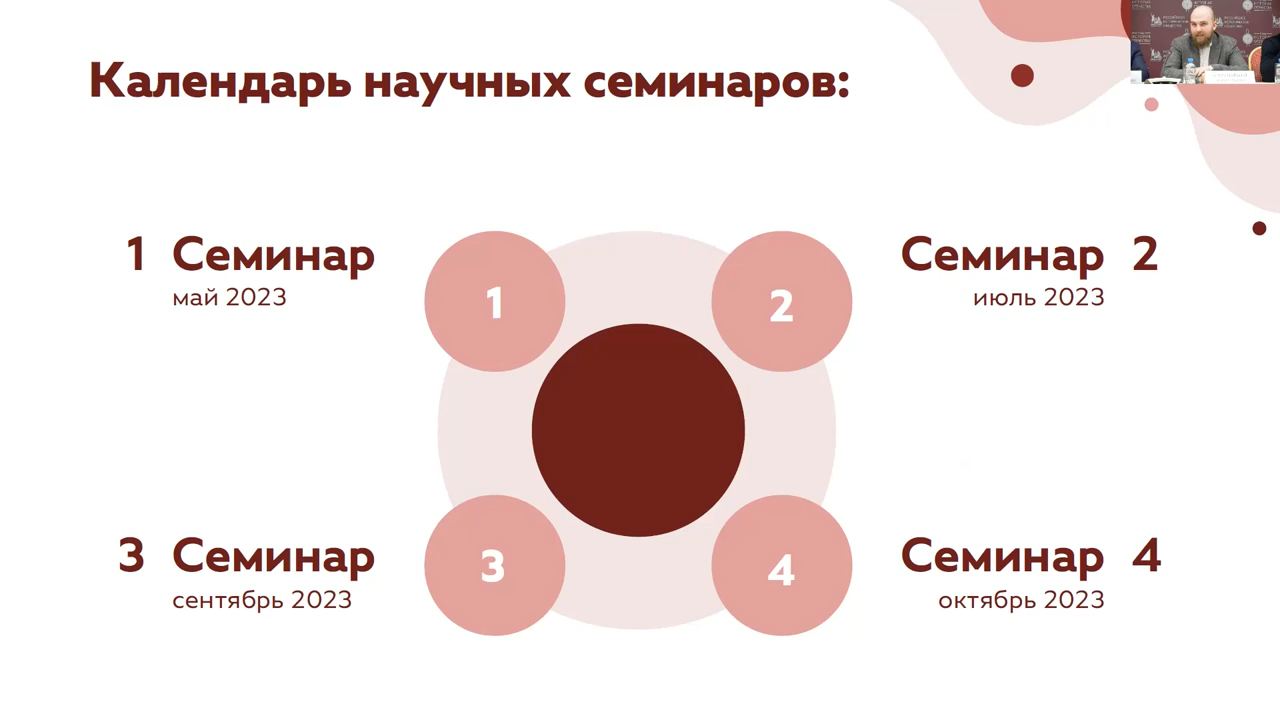 Календарь научных семинаров:
1 Семинар
май 2023
Семинар 2
июль 2023
1
2
3 Семинар
сентябрь 2023
Семинар 4
октябрь 2023
3
4